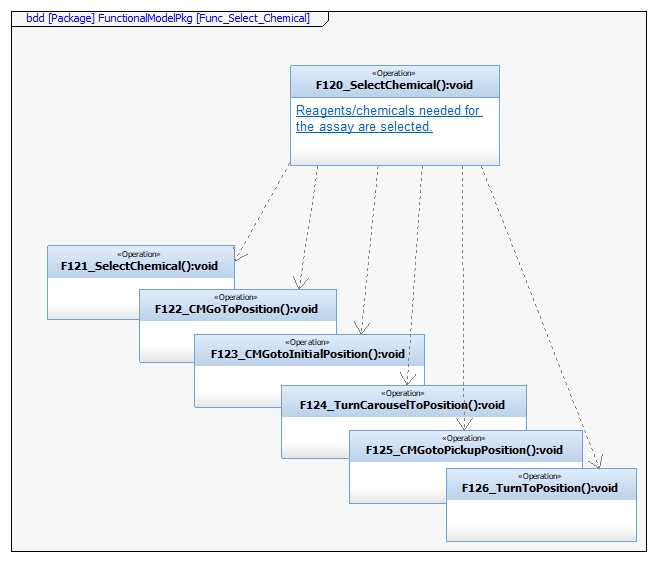 bdd [Package] FunctionalModelPkg [Func_Select_Chemical]
«Operation»
F120_SelectChemical():void
Reagents/chemicals needed for
the assay are selected.
«Operation»
F121_SelectChemical():void
«Operation»
F122_CMGoToPosition():void
«Operation»
F123_CMGotoInitialPosition():void
«Operation»
F124_TurnCarouselToPosition():void
«Operation»
F125_CMGotoPickupPosition():void
«Operation»
F126_TurnToPosition():void